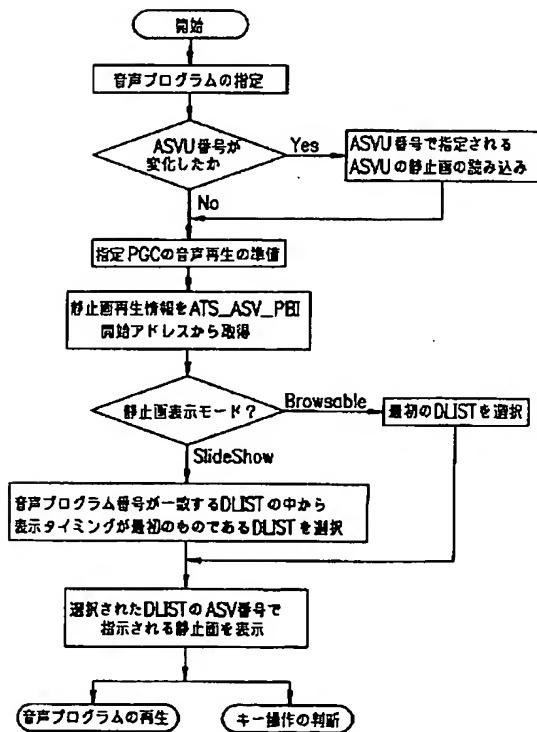 開始
音声プログラムの指定
ASVU番号が
変化したか
Yes
ASVU番号で指定される
ASVUの静止画の読み込み
No
指定PGCの音声再生の準備
静止画再生情報をATS_ASV_PBI
開始アドレスから取得
静止画表示モード？
Browsable
最初のDLISTを選択
SlideShow
音声プログラム番号が一致するDLISTの中から
表示タイミングが最初のものであるDLISTを選択
選択されたDLISTのASV番号で
指示される静止画を表示
音声プログラムの再生
キー操作の判断